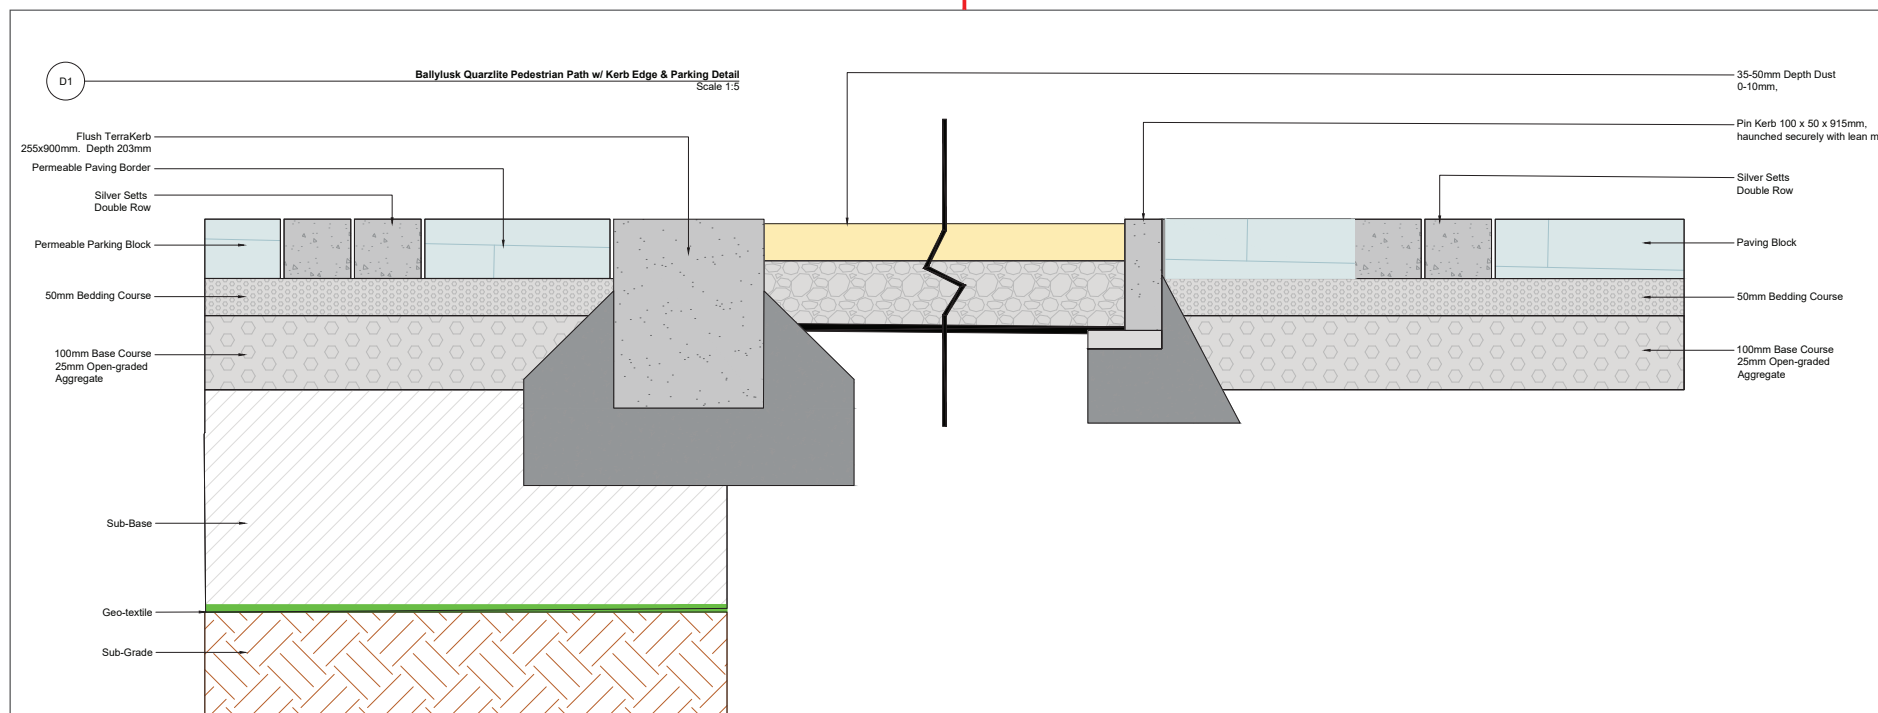 D1
Ballylusk Quarzlite Pedestrian Path w/ Kerb Edge & Parking Detail
Scale 1:5
Flush TerraKerb
255x900mm. Depth 203mm
Permeable Paving Border
Silver Setts
Double Row
Permeable Parking Block
50mm Bedding Course
100mm Base Course
25mm Open-graded
Aggregate
Sub-Base
Geo-textile
Sub-Grade
35-50mm Depth Dust
0-10mm,
Pin Kerb 100 x 50 x 915mm,
haunched securely with lean m
Silver Setts
Double Row
Paving Block
50mm Bedding Course
100mm Base Course
25mm Open-graded
Aggregate